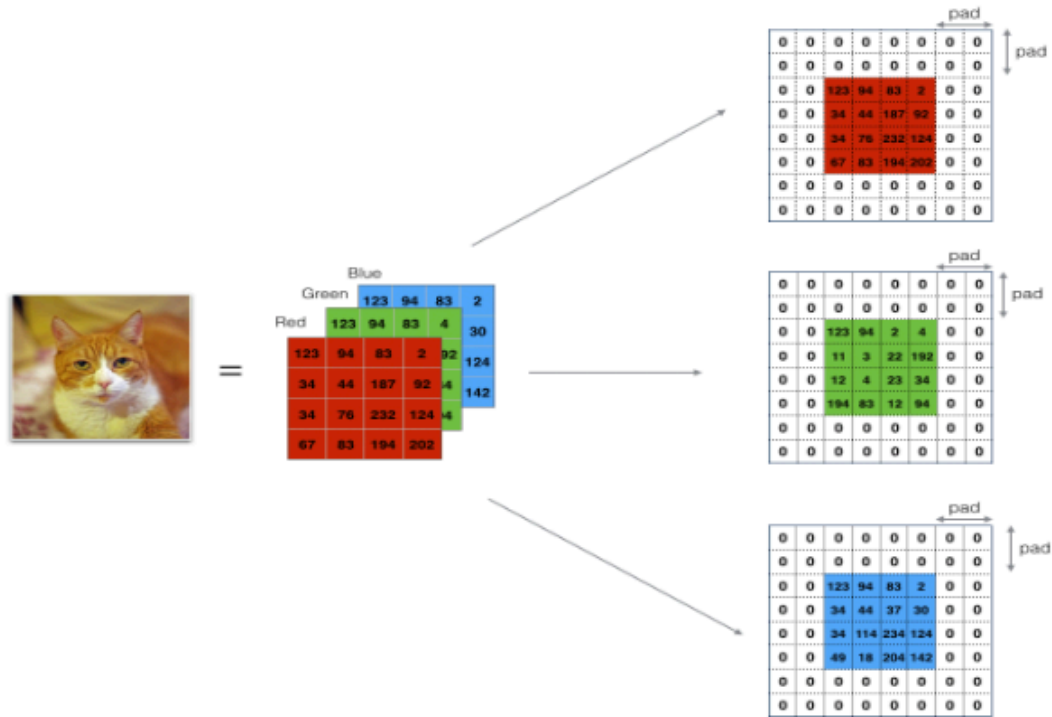 =
Blue
123 94 83 2
30
124
142
Green
123 94 83 4
Red
123 94 83 2
34 44 187 92
34 76 232 124
67 83 194 202
pad
pad
0 0 0 0 0 0 0 0
0 0 0 0 0 0 0 0
0 0 123 94 83 2 0 0
0 0 34 44 187 92 0 0
0 0 34 76 232 124 0 0
0 0 67 83 194 202 0 0
0 0 0 0 0 0 0 0
0 0 0 0 0 0 0 0
pad
pad
0 0 0 0 0 0 0 0
0 0 0 0 0 0 0 0
0 0 123 94 2 4 0 0
0 0 11 3 22 192 0 0
0 0 12 4 23 34 0 0
0 0 194 83 12 94 0 0
0 0 0 0 0 0 0 0
0 0 0 0 0 0 0 0
pad
pad
0 0 0 0 0 0 0 0
0 0 0 0 0 0 0 0
0 0 123 94 83 2 0 0
0 0 34 44 37 30 0 0
0 0 34 114 234 124 0 0
0 0 49 18 204 142 0 0
0 0 0 0 0 0 0 0
0 0 0 0 0 0 0 0